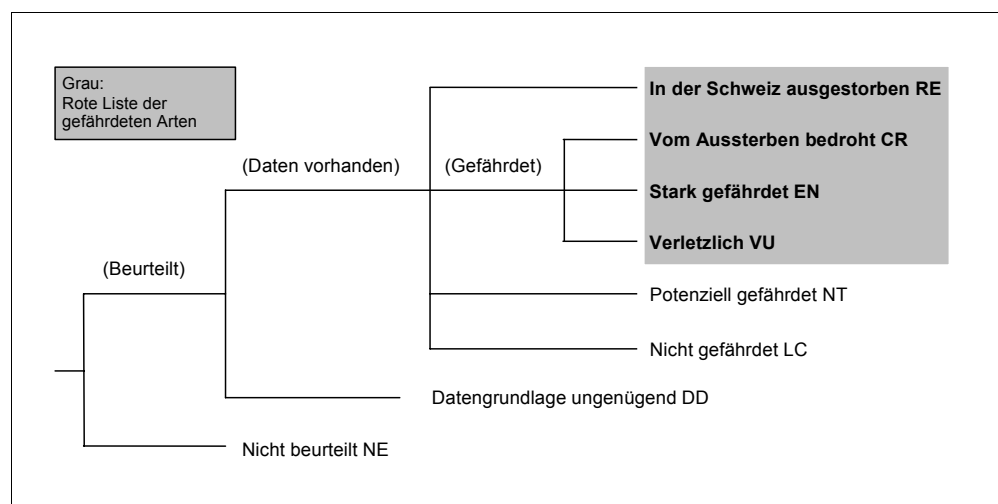 Grau:
Rote Liste der
gefährdeten Arten
In der Schweiz ausgestorben RE
Vom Aussterben bedroht CR
(Daten vorhanden)
(Gefährdet)
Stark gefährdet EN
Verletzlich VU
(Beurteilt)
Potenziell gefährdet NT
Nicht gefährdet LC
Datengrundlage ungenügend DD
Nicht beurteilt NE